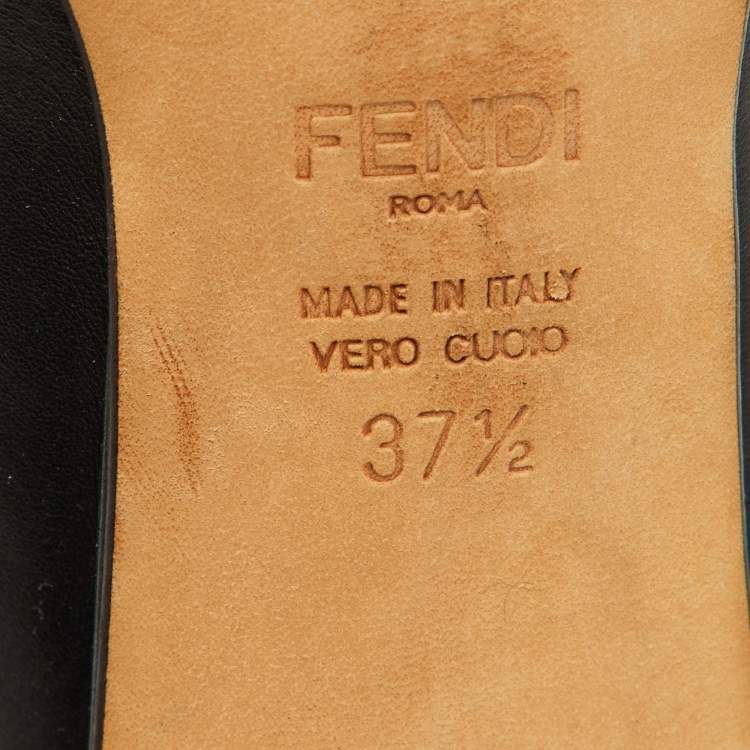 FENDI
ROMA
MADE IN ITALY
VERO CUOIO
37½